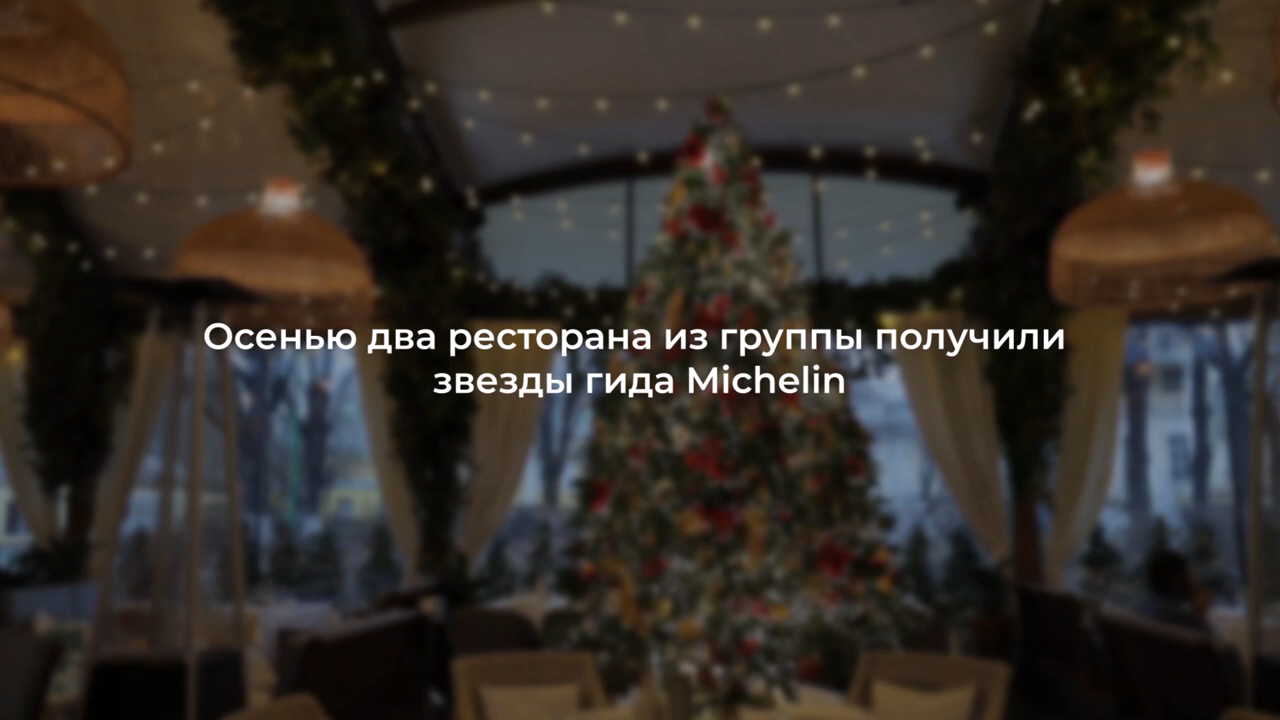 Осенью два ресторана из группы получили
звезды гида Michelin